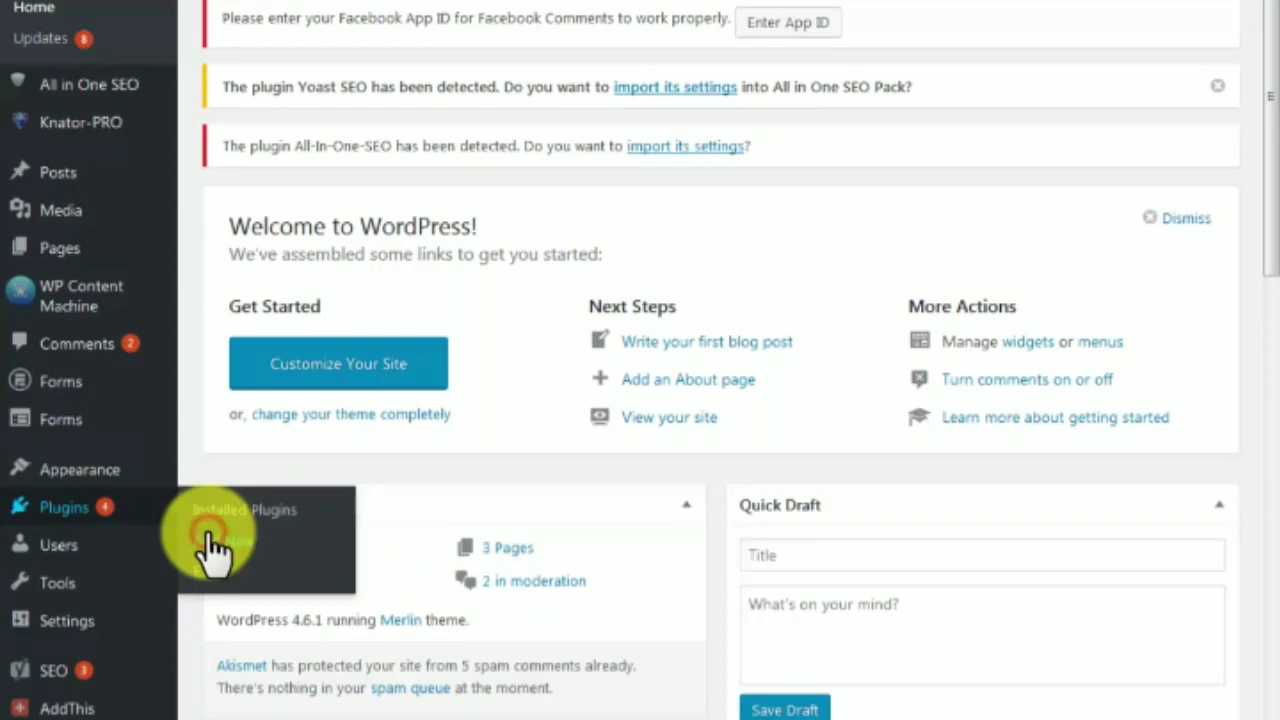 Home
Updates 8
All in One SEO
Knator-PRO
Posts
Media
Pages
WP Content
Machine
Comments 2
Forms
Forms
Appearance
Plugins 4
Users
Tools
Settings
SEO 3
AddThis
Installed Plugins
New
Please enter your Facebook App ID for Facebook Comments to work properly. Enter App ID
The plugin Yoast SEO has been detected. Do you want to import its settings into All in One SEO Pack?
The plugin All-In-One-SEO has been detected. Do you want to import its settings?
Welcome to WordPress!
Dismiss
We've assembled some links to get you started:
Get Started
Customize Your Site
or, change your theme completely
Next Steps
Write your first blog post
Add an About page
View your site
More Actions
Manage widgets or menus
Turn comments on or off
Learn more about getting started
3 Pages
2 in moderation
WordPress 4.6.1 running Merlin theme.
Akismet has protected your site from 5 spam comments already.
There's nothing in your spam queue at the moment.
Quick Draft
Title
What's on your mind?
Save Draft